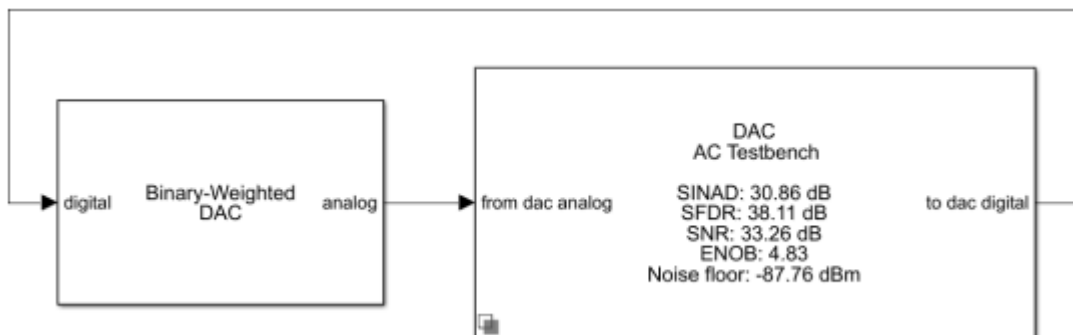 digital
Binary-Weighted
DAC
analog
from dac analog
DAC
AC Testbench
SINAD: 30.86 dB
SFDR: 38.11 dB
SNR: 33.26 dB
ENOB: 4.83
Noise floor: -87.76 dBm
to dac digital